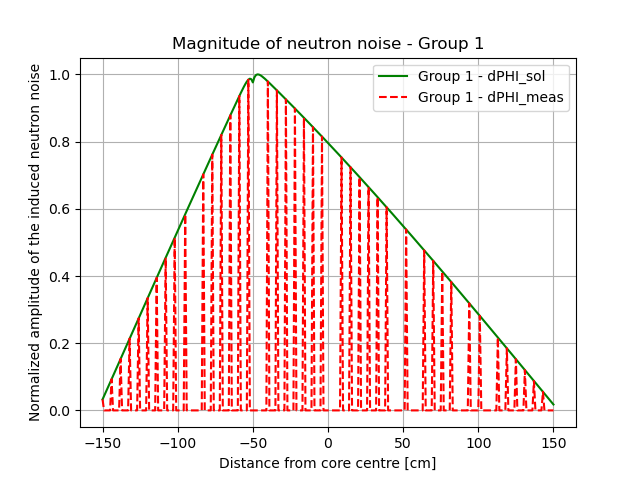 Magnitude of neutron noise - Group 1
Group 1 - dPHI_sol
Group 1 - dPHI_meas
Normalized amplitude of the induced neutron noise
1.0
0.8
0.6
0.4
0.2
0.0
−150 −100 −50 0 50 100 150
Distance from core centre [cm]